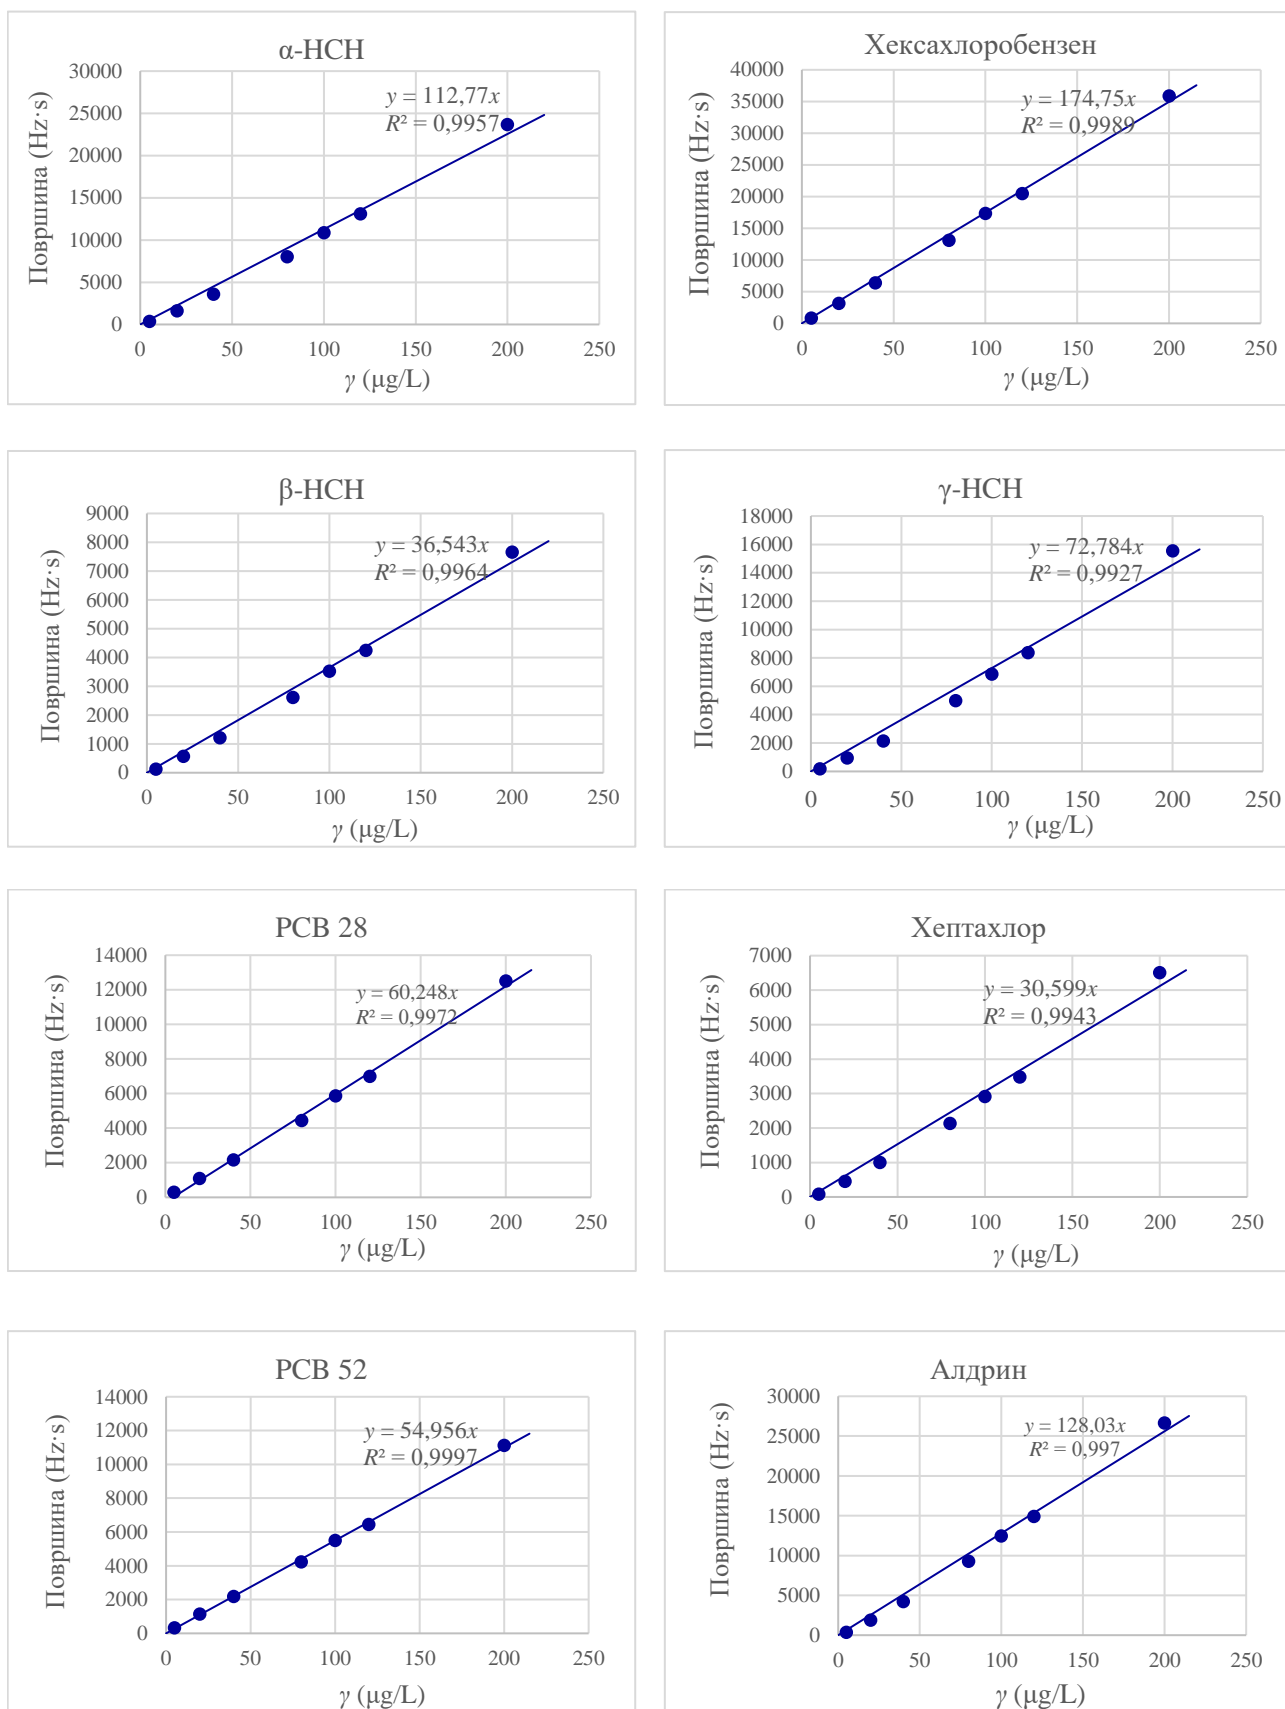 α-HCH
30000
25000
20000
15000
10000
5000
0
0 50 100 150 200 250
Површина (Hz·s)
γ (μg/L)
y = 112,77x
R² = 0,9957
Хексахлоробензен
40000
35000
30000
25000
20000
15000
10000
5000
0
0 50 100 150 200 250
Површина (Hz·s)
γ (μg/L)
y = 174,75x
R² = 0,9989
β-HCH
9000
8000
7000
6000
5000
4000
3000
2000
1000
0
0 50 100 150 200 250
Површина (Hz·s)
γ (μg/L)
y = 36,543x
R² = 0,9964
γ-HCH
18000
16000
14000
12000
10000
8000
6000
4000
2000
0
0 50 100 150 200 250
Површина (Hz·s)
γ (μg/L)
y = 72,784x
R² = 0,9927
PCB 28
14000
12000
10000
8000
6000
4000
2000
0
0 50 100 150 200 250
Површина (Hz·s)
γ (μg/L)
y = 60,248x
R² = 0,9972
Хептахлор
7000
6000
5000
4000
3000
2000
1000
0
0 50 100 150 200 250
Површина (Hz·s)
γ (μg/L)
y = 30,599x
R² = 0,9943
PCB 52
14000
12000
10000
8000
6000
4000
2000
0
0 50 100 150 200 250
Површина (Hz·s)
γ (μg/L)
y = 54,956x
R² = 0,9997
Алдрин
30000
25000
20000
15000
10000
5000
0
0 50 100 150 200 250
Површина (Hz·s)
γ (μg/L)
y = 128,03x
R² = 0,997